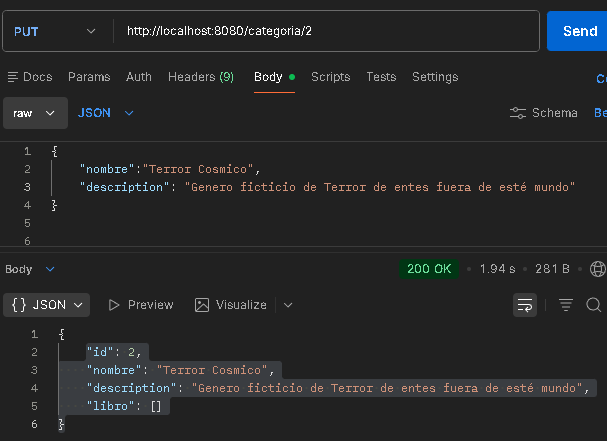 PUT http://localhost:8080/categoria/2 Send
Docs Params Auth Headers (9) Body Scripts Tests Settings
raw JSON Schema
1 {
2 "nombre":"Terror Cosmico",
3 "description": "Genero ficticio de Terror de entes fuera de esté mundo"
4 }
5
6
Body 200 OK • 1.94 s • 281 B
{} JSON Preview Visualize
1 {
2 "id": 2,
3 "nombre": "Terror Cosmico",
4 "description": "Genero ficticio de Terror de entes fuera de esté mundo",
5 "libro": []
6 }